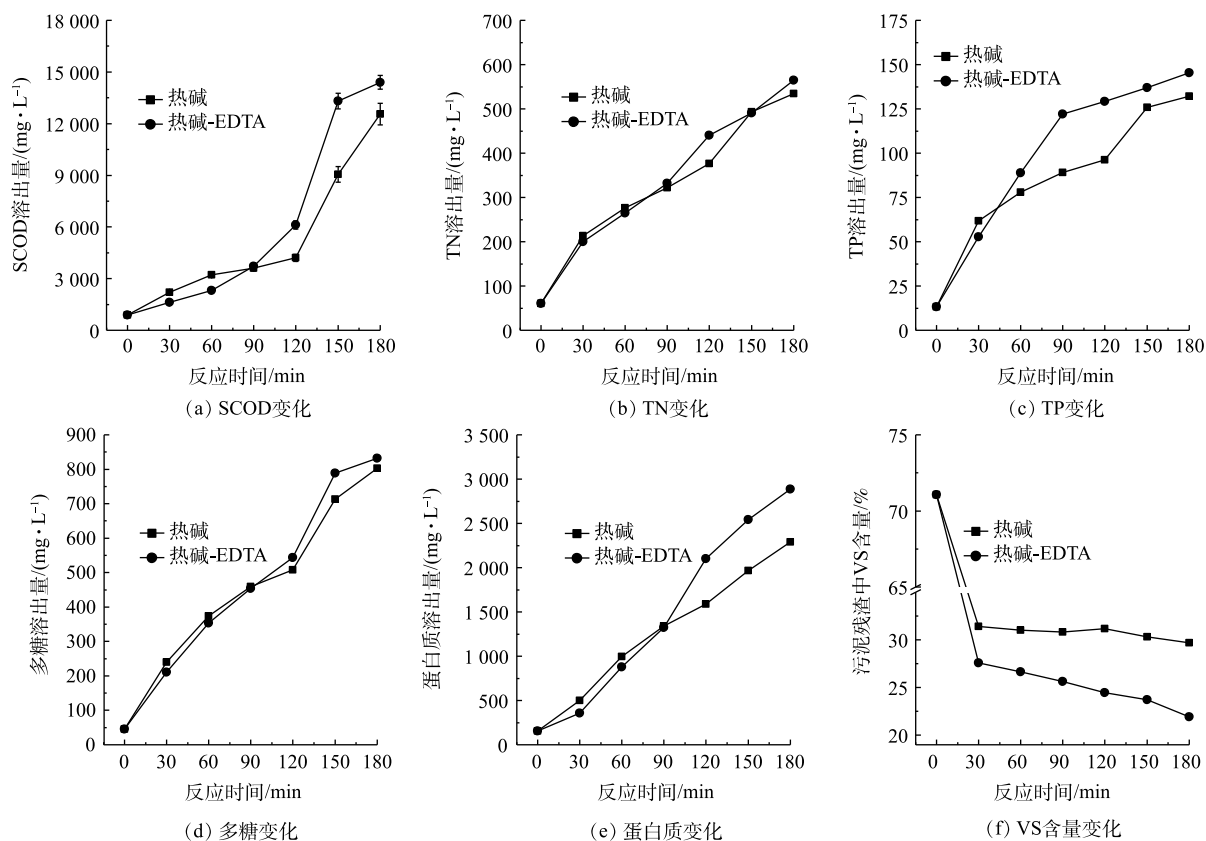 18 000
15 000
12 000
9 000
6 000
3 000
0
SCOD溶出量/(mg·L⁻¹)
热碱
热碱-EDTA
0 30 60 90 120 150 180
反应时间/min
(a) SCOD变化
700
600
500
400
300
200
100
0
TN溶出量/(mg·L⁻¹)
热碱
热碱-EDTA
0 30 60 90 120 150 180
反应时间/min
(b) TN变化
175
150
125
100
75
50
25
0
TP溶出量/(mg·L⁻¹)
热碱
热碱-EDTA
0 30 60 90 120 150 180
反应时间/min
(c) TP变化
900
800
700
600
500
400
300
200
100
0
多糖溶出量/(mg·L⁻¹)
热碱
热碱-EDTA
0 30 60 90 120 150 180
反应时间/min
(d) 多糖变化
3 500
3 000
2 500
2 000
1 500
1 000
500
0
蛋白质溶出量/(mg·L⁻¹)
热碱
热碱-EDTA
0 30 60 90 120 150 180
反应时间/min
(e) 蛋白质变化
75
70
65
30
25
20
污泥残渣中VS含量/%
热碱
热碱-EDTA
0 30 60 90 120 150 180
反应时间/min
(f) VS含量变化